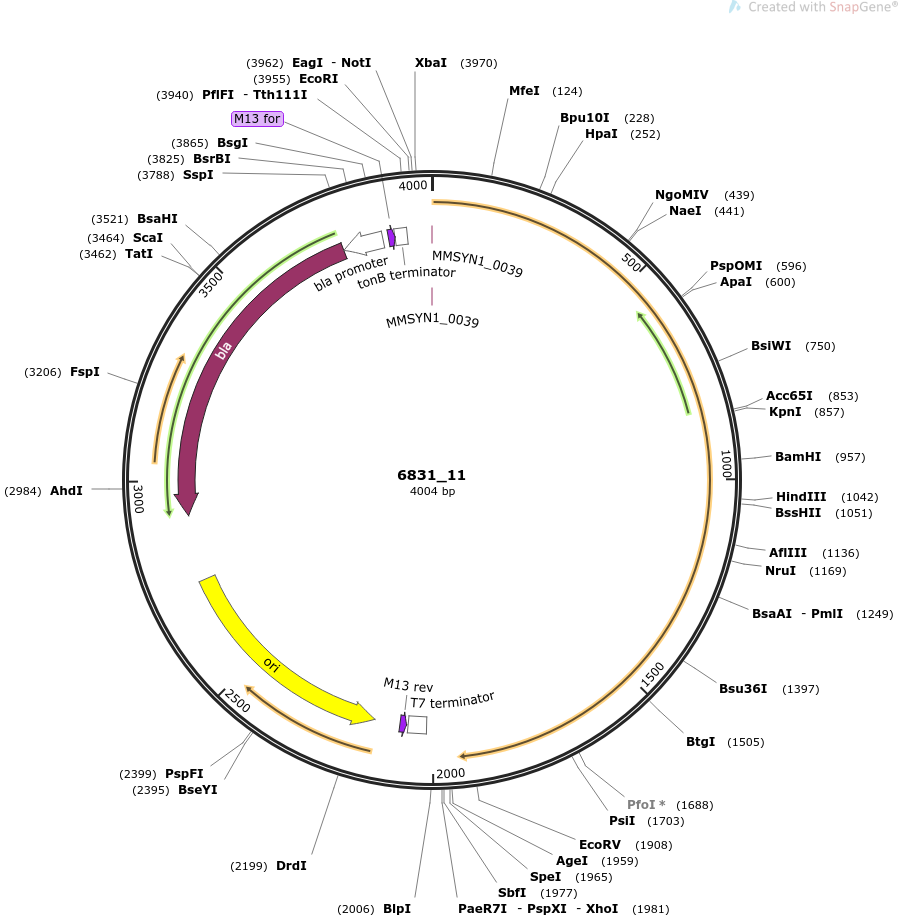 Created with SnapGene®
(3962) EagI - NotI
(3955) EcoRI
(3940) PflFI - Tth111I
M13 for
(3865) BsgI
(3825) BsrBI
(3788) SspI
(3521) BsaHI
(3464) ScaI
(3462) TatI
(3206) FspI
(2984) AhdI
(2399) PspFI
(2395) BseYI
(2199) DrdI
(2006) BlpI
XbaI (3970)
MfeI (124)
Bpu10I (228)
HpaI (252)
NgoMIV (439)
NaeI (441)
PspOMI (596)
ApaI (600)
BsiWI (750)
Acc65I (853)
KpnI (857)
BamHI (957)
HindIII (1042)
BssHII (1051)
AflIII (1136)
NruI (1169)
BsaAI - PmlI (1249)
Bsu36I (1397)
BtgI (1505)
PfoI * (1688)
PsiI (1703)
EcoRV (1908)
AgeI (1959)
SpeI (1965)
SbfI (1977)
PaeR7I - PspXI - XhoI (1981)
4000
500
1000
1500
2000
2500
3000
3500
bla promoter
tonB terminator
MMSYN1_0039
MMSYN1_0039
bla
6831_11
4004 bp
ori
M13 rev
T7 terminator